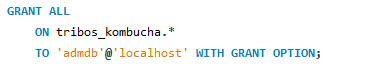 GRANT ALL
ON tribos_kombucha.*
TO 'admdb'@'localhost' WITH GRANT OPTION;